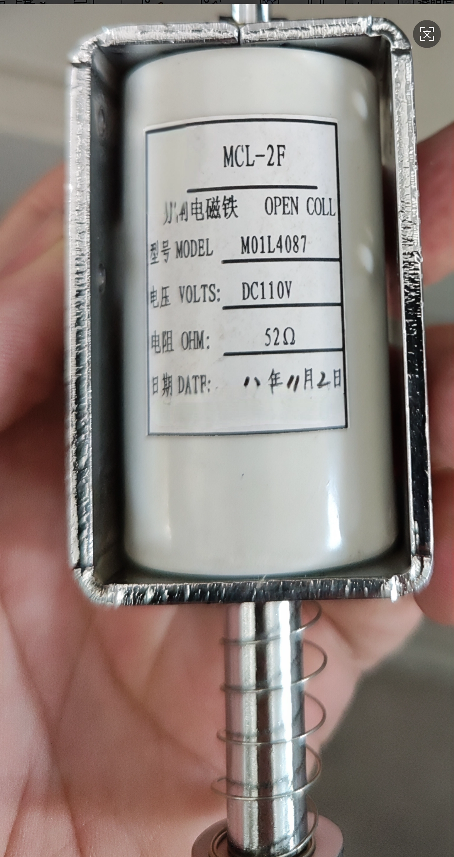 MCL-2F
电磁铁 OPEN COLL
型号 MODEL M01L4087
电压 VOLTS: DC110V
电阻 OHM: 52Ω
日期 DATF: 八年11月2日